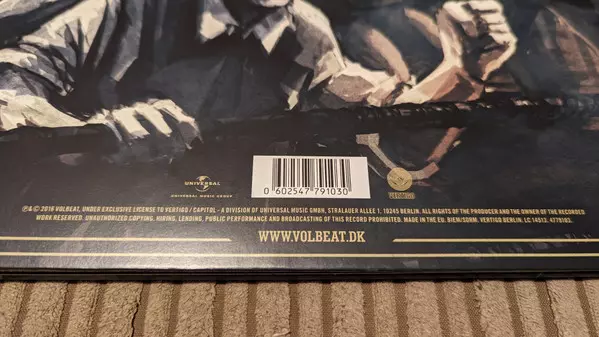 UNIVERSAL
UNIVERSAL MUSIC GROUP
0 602547 791030
VERTIGO
℗& © 2016 VOLBEAT, UNDER EXCLUSIVE LICENSE TO VERTIGO / CAPITOL - A DIVISION OF UNIVERSAL MUSIC GMBH, STRALAUER ALLEE 1, 10245 BERLIN. ALL RIGHTS OF THE PRODUCER AND THE OWNER OF THE RECORDED
WORK RESERVED. UNAUTHORIZED COPYING, HIRING, LENDING, PUBLIC PERFORMANCE AND BROADCASTING OF THIS RECORD PROHIBITED. MADE IN THE EU. BIEM/SDRM. VERTIGO BERLIN. LC 14513. 4779103.
WWW.VOLBEAT.DK